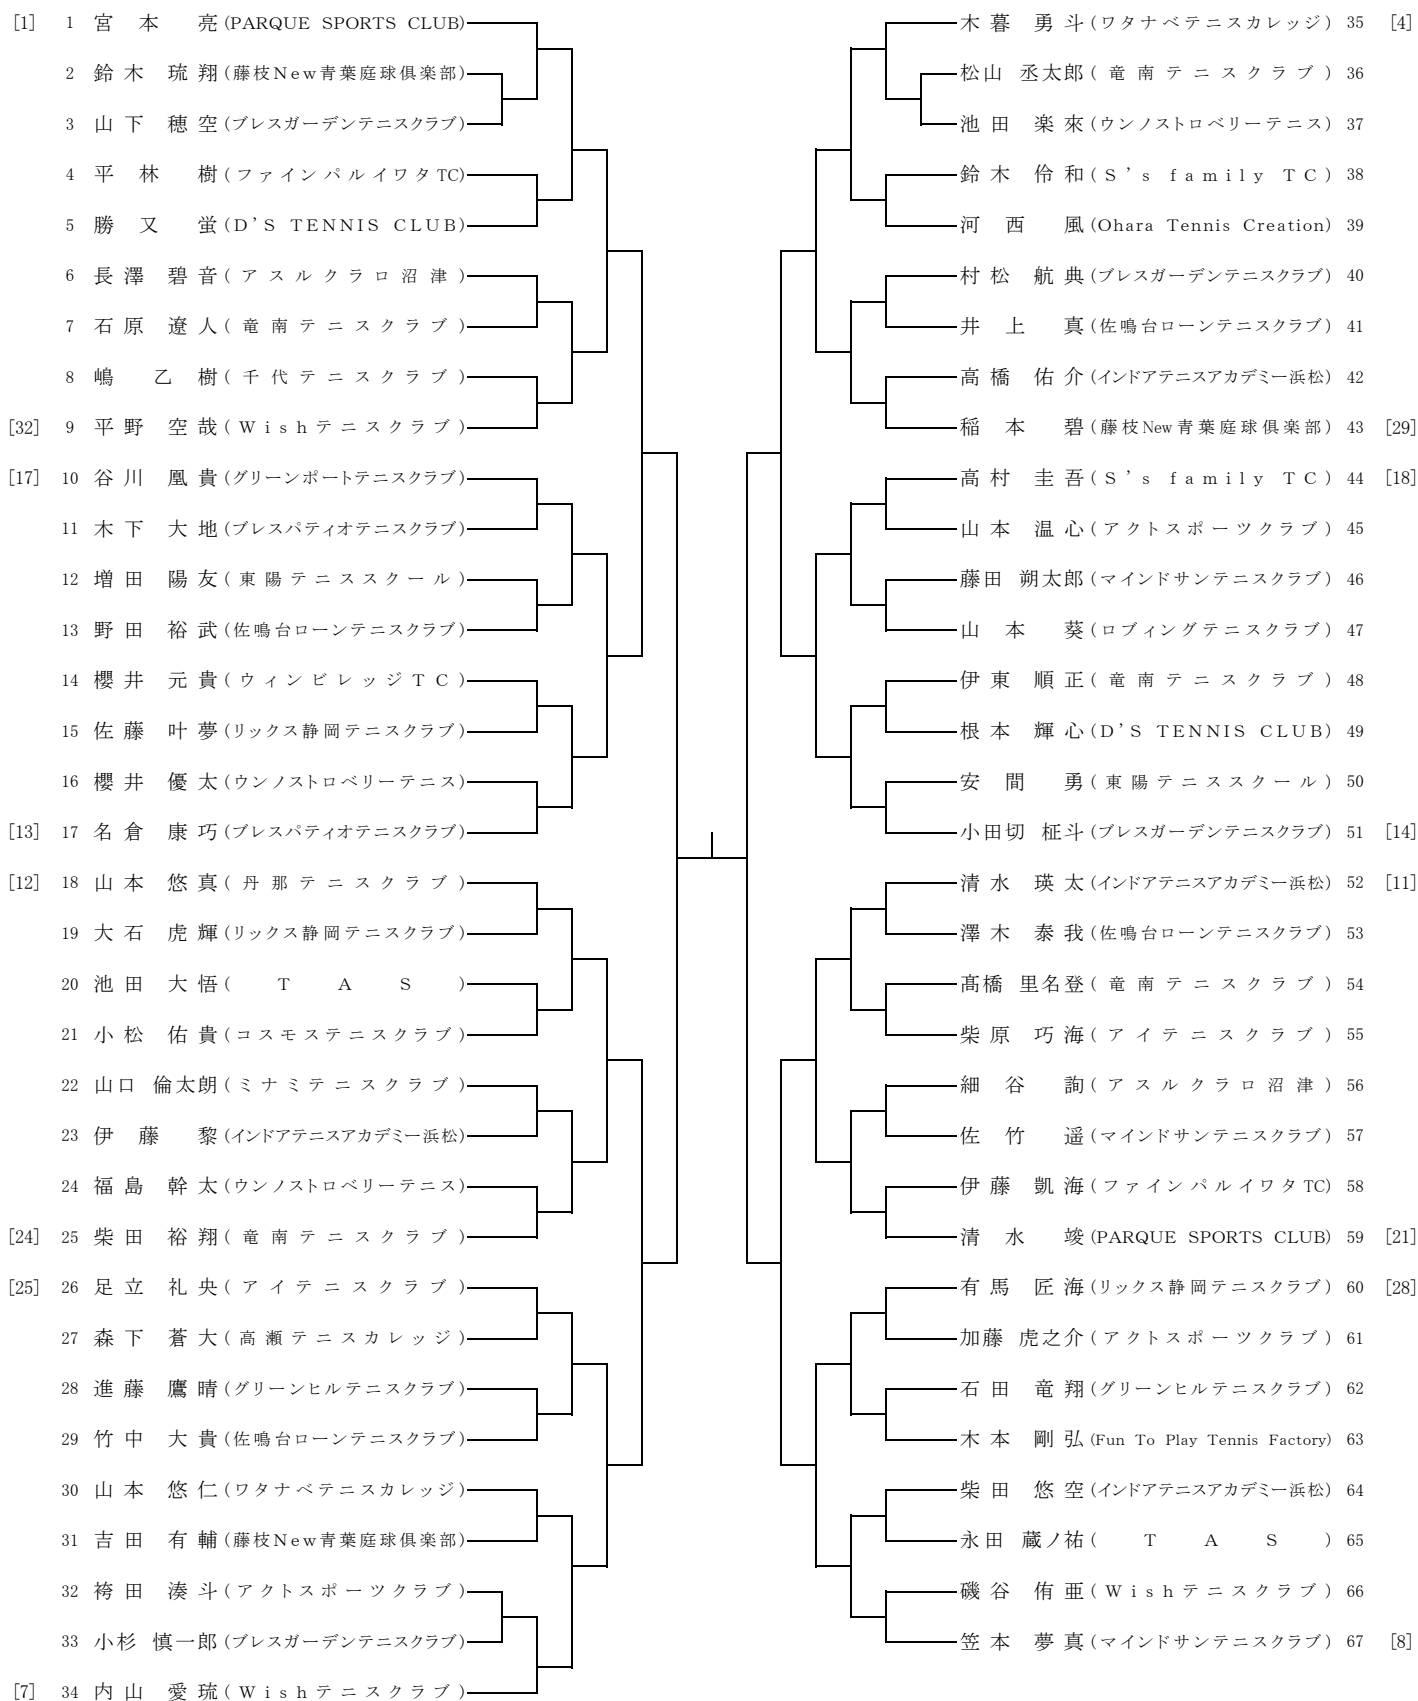 [1] 1 宮本 亮 (PARQUE SPORTS CLUB)
2 鈴木 琉翔 (藤枝New青葉庭球倶楽部)
3 山下 穂空 (ブレスガーデンテニスクラブ)
4 平林 樹 (ファインパルイワタTC)
5 勝又 蛍 (D'S TENNIS CLUB)
6 長澤 碧音 (アスルクラロ沼津)
7 石原 遼人 (竜南テニスクラブ)
8 嶋 乙樹 (千代テニスクラブ)
[32] 9 平野 空哉 (Wishテニスクラブ)
[17] 10 谷川 凰貴 (グリーンポートテニスクラブ)
11 木下 大地 (ブレスパティオテニスクラブ)
12 増田 陽友 (東陽テニススクール)
13 野田 裕武 (佐鳴台ローンテニスクラブ)
14 櫻井 元貴 (ウィンビレッジTC)
15 佐藤 叶夢 (リックス静岡テニスクラブ)
16 櫻井 優太 (ウンノストロベリーテニス)
[13] 17 名倉 康巧 (ブレスパティオテニスクラブ)
[12] 18 山本 悠真 (丹那テニスクラブ)
19 大石 虎輝 (リックス静岡テニスクラブ)
20 池田 大悟 (TAS)
21 小松 佑貴 (コスモステニスクラブ)
22 山口 倫太朗 (ミナミテニスクラブ)
23 伊藤 黎 (インドアテニスアカデミー浜松)
24 福島 幹太 (ウンノストロベリーテニス)
[24] 25 柴田 裕翔 (竜南テニスクラブ)
[25] 26 足立 礼央 (アイテニスクラブ)
27 森下 蒼大 (高瀬テニスカレッジ)
28 進藤 鷹晴 (グリーンヒルテニスクラブ)
29 竹中 大貴 (佐鳴台ローンテニスクラブ)
30 山本 悠仁 (ワタナベテニスカレッジ)
31 吉田 有輔 (藤枝New青葉庭球倶楽部)
32 袴田 湊斗 (アクトスポーツクラブ)
33 小杉 慎一郎 (ブレスガーデンテニスクラブ)
[7] 34 内山 愛琉 (Wishテニスクラブ)
木暮 勇斗 (ワタナベテニスカレッジ) 35 [4]
松山 丞太郎 (竜南テニスクラブ) 36
池田 楽來 (ウンノストロベリーテニス) 37
鈴木 伶和 (S's family TC) 38
河西 風 (Ohara Tennis Creation) 39
村松 航典 (ブレスガーデンテニスクラブ) 40
井上 真 (佐鳴台ローンテニスクラブ) 41
高橋 佑介 (インドアテニスアカデミー浜松) 42
稲本 碧 (藤枝New青葉庭球倶楽部) 43 [29]
高村 圭吾 (S's family TC) 44 [18]
山本 温心 (アクトスポーツクラブ) 45
藤田 朔太郎 (マインドサンテニスクラブ) 46
山本 葵 (ロブィングテニスクラブ) 47
伊東 順正 (竜南テニスクラブ) 48
根本 輝心 (D'S TENNIS CLUB) 49
安間 勇 (東陽テニススクール) 50
小田切 柾斗 (ブレスガーデンテニスクラブ) 51 [14]
清水 瑛太 (インドアテニスアカデミー浜松) 52 [11]
澤木 泰我 (佐鳴台ローンテニスクラブ) 53
髙橋 里名登 (竜南テニスクラブ) 54
柴原 巧海 (アイテニスクラブ) 55
細谷 詢 (アスルクラロ沼津) 56
佐竹 遥 (マインドサンテニスクラブ) 57
伊藤 凱海 (ファインパルイワタTC) 58
清水 竣 (PARQUE SPORTS CLUB) 59 [21]
有馬 匠海 (リックス静岡テニスクラブ) 60 [28]
加藤 虎之介 (アクトスポーツクラブ) 61
石田 竜翔 (グリーンヒルテニスクラブ) 62
木本 剛弘 (Fun To Play Tennis Factory) 63
柴田 悠空 (インドアテニスアカデミー浜松) 64
永田 蔵ノ祐 (TAS) 65
磯谷 侑亜 (Wishテニスクラブ) 66
笠本 夢真 (マインドサンテニスクラブ) 67 [8]